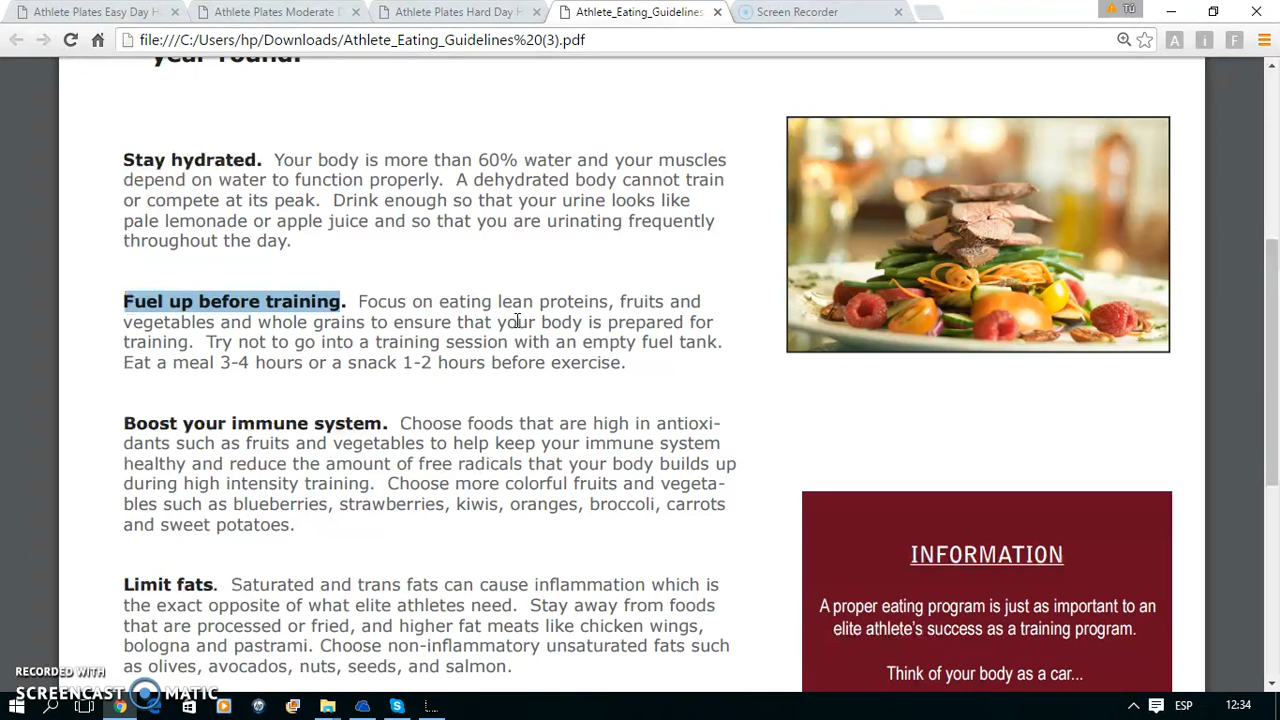 Athlete Plates Easy Day H
Athlete Plates Moderate D
Athlete Plates Hard Day H
Athlete_Eating_Guidelines
Screen Recorder
Tú
file:///C:/Users/hp/Downloads/Athlete_Eating_Guidelines%20(3).pdf
year round.
Stay hydrated. Your body is more than 60% water and your muscles
depend on water to function properly. A dehydrated body cannot train
or compete at its peak. Drink enough so that your urine looks like
pale lemonade or apple juice and so that you are urinating frequently
throughout the day.
Fuel up before training. Focus on eating lean proteins, fruits and
vegetables and whole grains to ensure that your body is prepared for
training. Try not to go into a training session with an empty fuel tank.
Eat a meal 3-4 hours or a snack 1-2 hours before exercise.
Boost your immune system. Choose foods that are high in antioxi-
dants such as fruits and vegetables to help keep your immune system
healthy and reduce the amount of free radicals that your body builds up
during high intensity training. Choose more colorful fruits and vegeta-
bles such as blueberries, strawberries, kiwis, oranges, broccoli, carrots
and sweet potatoes.
Limit fats. Saturated and trans fats can cause inflammation which is
the exact opposite of what elite athletes need. Stay away from foods
that are processed or fried, and higher fat meats like chicken wings,
bologna and pastrami. Choose non-inflammatory unsaturated fats such
as olives, avocados, nuts, seeds, and salmon.
INFORMATION
A proper eating program is just as important to an
elite athlete's success as a training program.
Think of your body as a car...
RECORDED WITH
SCREENCAST MATIC
ESP
12:34